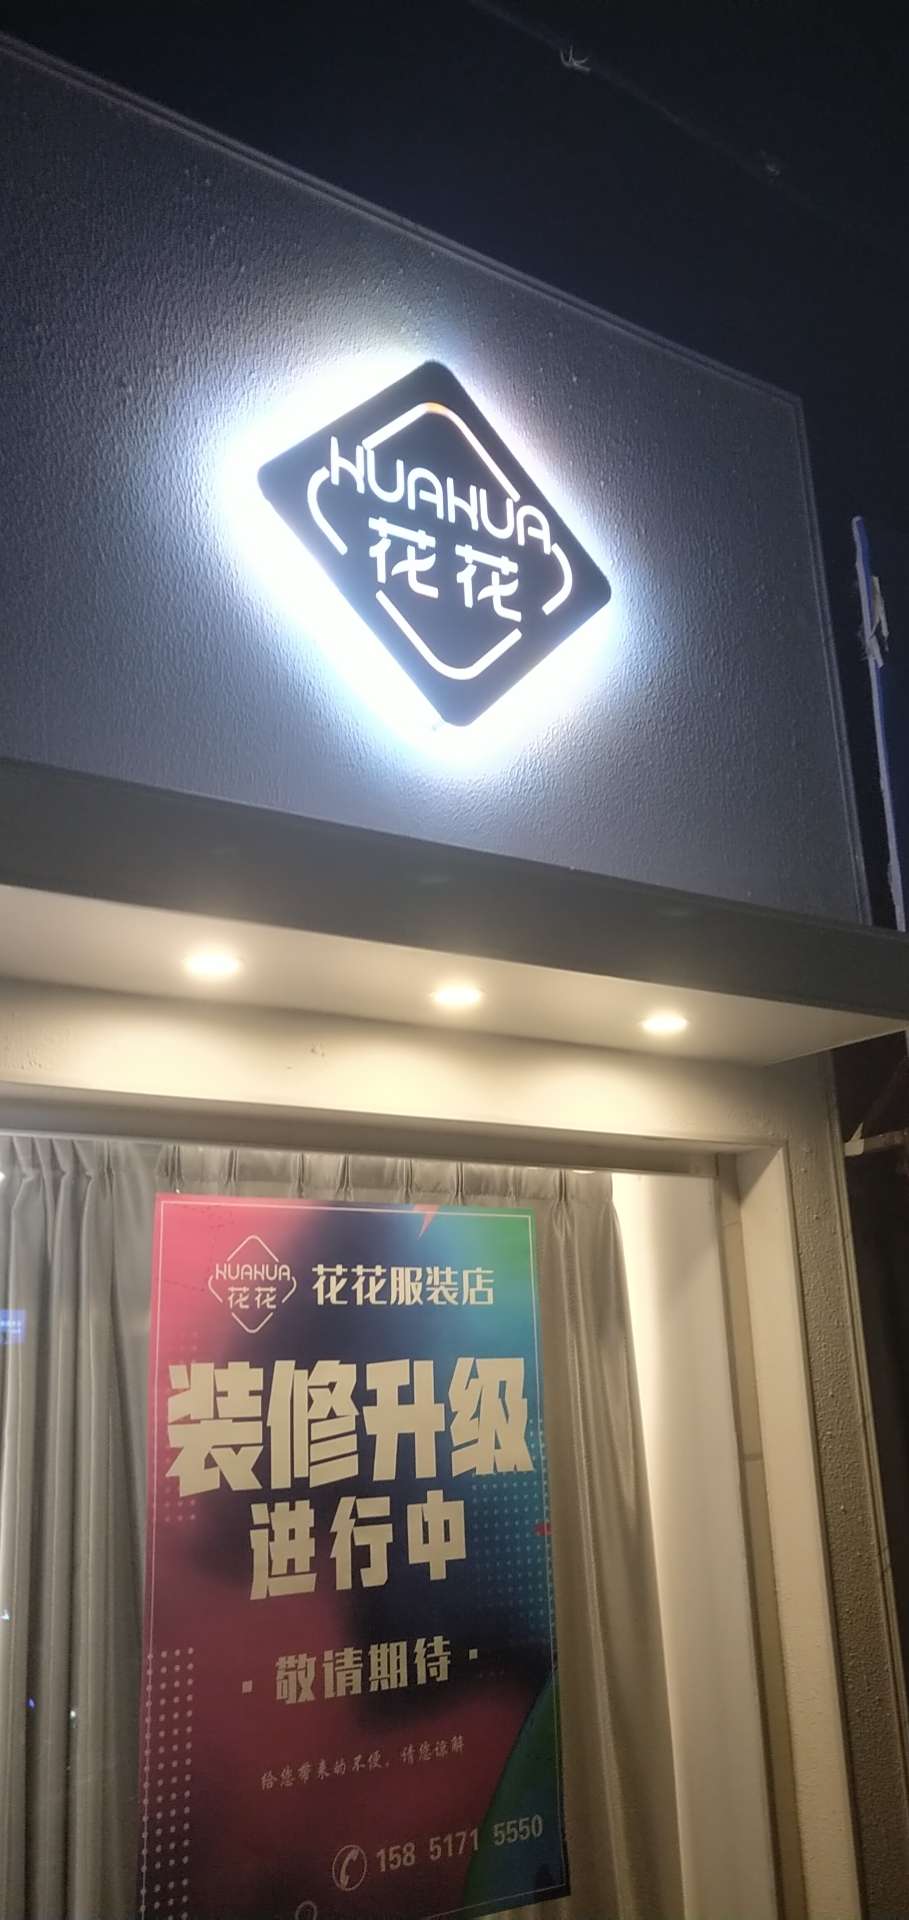 HUAHUA
花花
HUAHUA
花花
花花服装店
装修升级
进行中
·敬请期待·
给您带来的不便，请您谅解
158 5171 5550